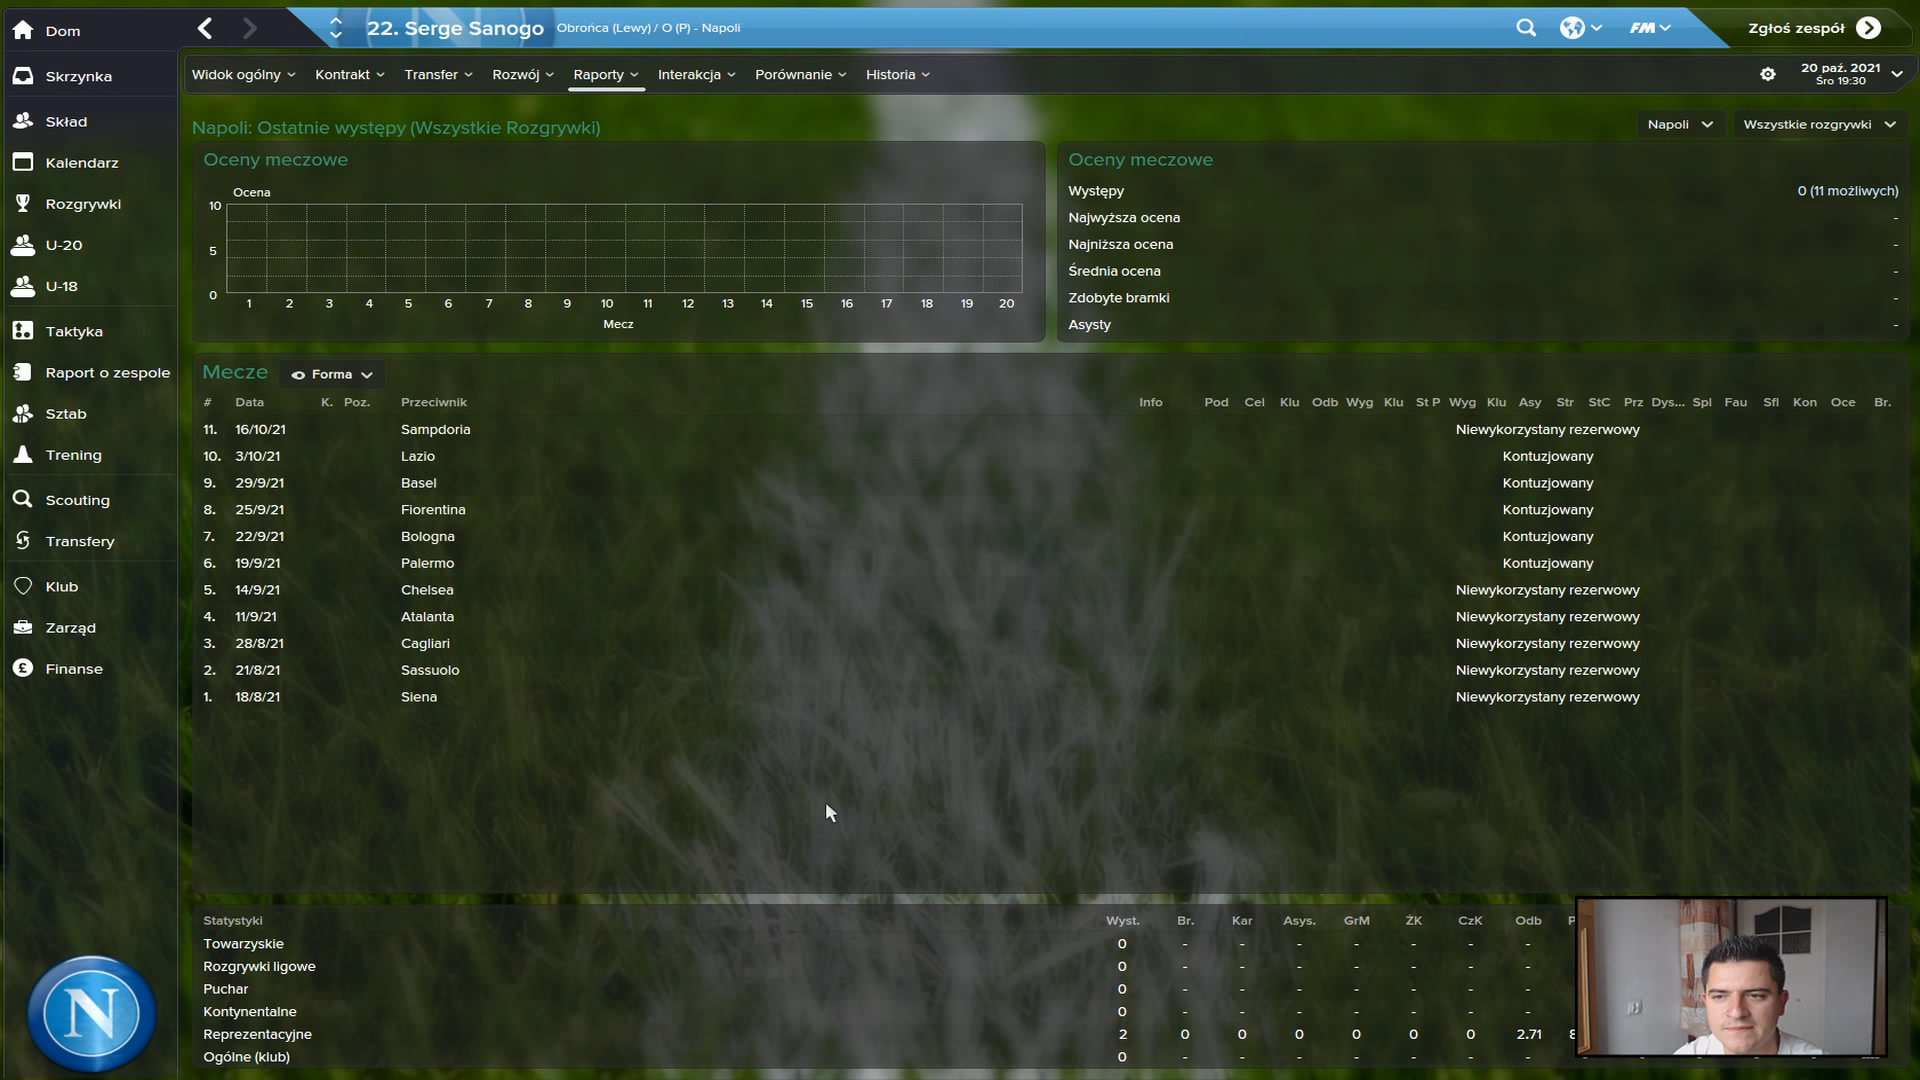 Dom
22. Serge Sanogo Obrońca (Lewy) / O (P) - Napoli
FM
Zgłoś zespół
Skrzynka
Skład
Kalendarz
Rozgrywki
U-20
U-18
Taktyka
Raport o zespole
Sztab
Trening
Scouting
Transfery
Klub
Zarząd
Finanse
N
Widok ogólny Kontrakt Transfer Rozwój Raporty Interakcja Porównanie Historia
20 paź. 2021
Śro 19:30
Napoli: Ostatnie występy (Wszystkie Rozgrywki)
Napoli Wszystkie rozgrywki
Oceny meczowe
Ocena
10
5
0
1 2 3 4 5 6 7 8 9 10 11 12 13 14 15 16 17 18 19 20
Mecz
Oceny meczowe
Występy 0 (11 możliwych)
Najwyższa ocena -
Najniższa ocena -
Średnia ocena -
Zdobyte bramki -
Asysty -
Mecze Forma
# Data K. Poz. Przeciwnik Info Pod Cel Klu Odb Wyg Klu St P Wyg Klu Asy Str StC Prz Dys... Spl Fau Sfl Kon Oce Br.
11. 16/10/21 Sampdoria Niewykorzystany rezerwowy
10. 3/10/21 Lazio Kontuzjowany
9. 29/9/21 Basel Kontuzjowany
8. 25/9/21 Fiorentina Kontuzjowany
7. 22/9/21 Bologna Kontuzjowany
6. 19/9/21 Palermo Kontuzjowany
5. 14/9/21 Chelsea Niewykorzystany rezerwowy
4. 11/9/21 Atalanta Niewykorzystany rezerwowy
3. 28/8/21 Cagliari Niewykorzystany rezerwowy
2. 21/8/21 Sassuolo Niewykorzystany rezerwowy
1. 18/8/21 Siena Niewykorzystany rezerwowy
Statystyki Wyst. Br. Kar Asys. GrM ŻK CzK Odb
Towarzyskie 0 - - - - - - -
Rozgrywki ligowe 0 - - - - - - -
Puchar 0 - - - - - - -
Kontynentalne 0 - - - - - - -
Reprezentacyjne 2 0 0 0 0 0 0 2.71
Ogólne (klub) 0 - - - - - - -